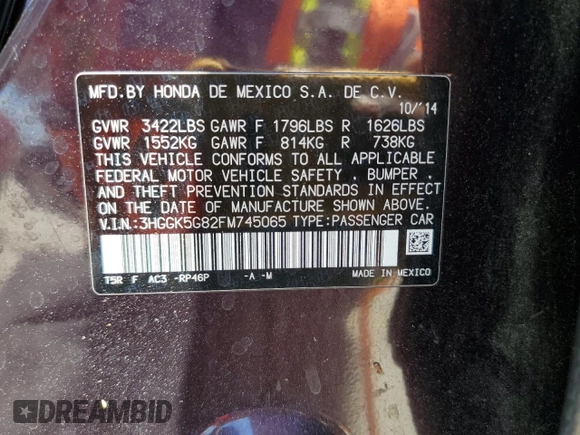 MFD.BY HONDA DE MEXICO S.A. DE C.V.
10/'14
GVWR 3422LBS GAWR F 1796LBS R 1626LBS
GVWR 1552KG GAWR F 814KG R 738KG
THIS VEHICLE CONFORMS TO ALL APPLICABLE
FEDERAL MOTOR VEHICLE SAFETY , BUMPER ,
AND THEFT PREVENTION STANDARDS IN EFFECT
ON THE DATE OF MANUFACTURE SHOWN ABOVE.
V.I.N.:3HGGK5G82FM745065 TYPE:PASSENGER CAR
T5R F AC3 -RP46P -A -M MADE IN MEXICO
DREAMBID